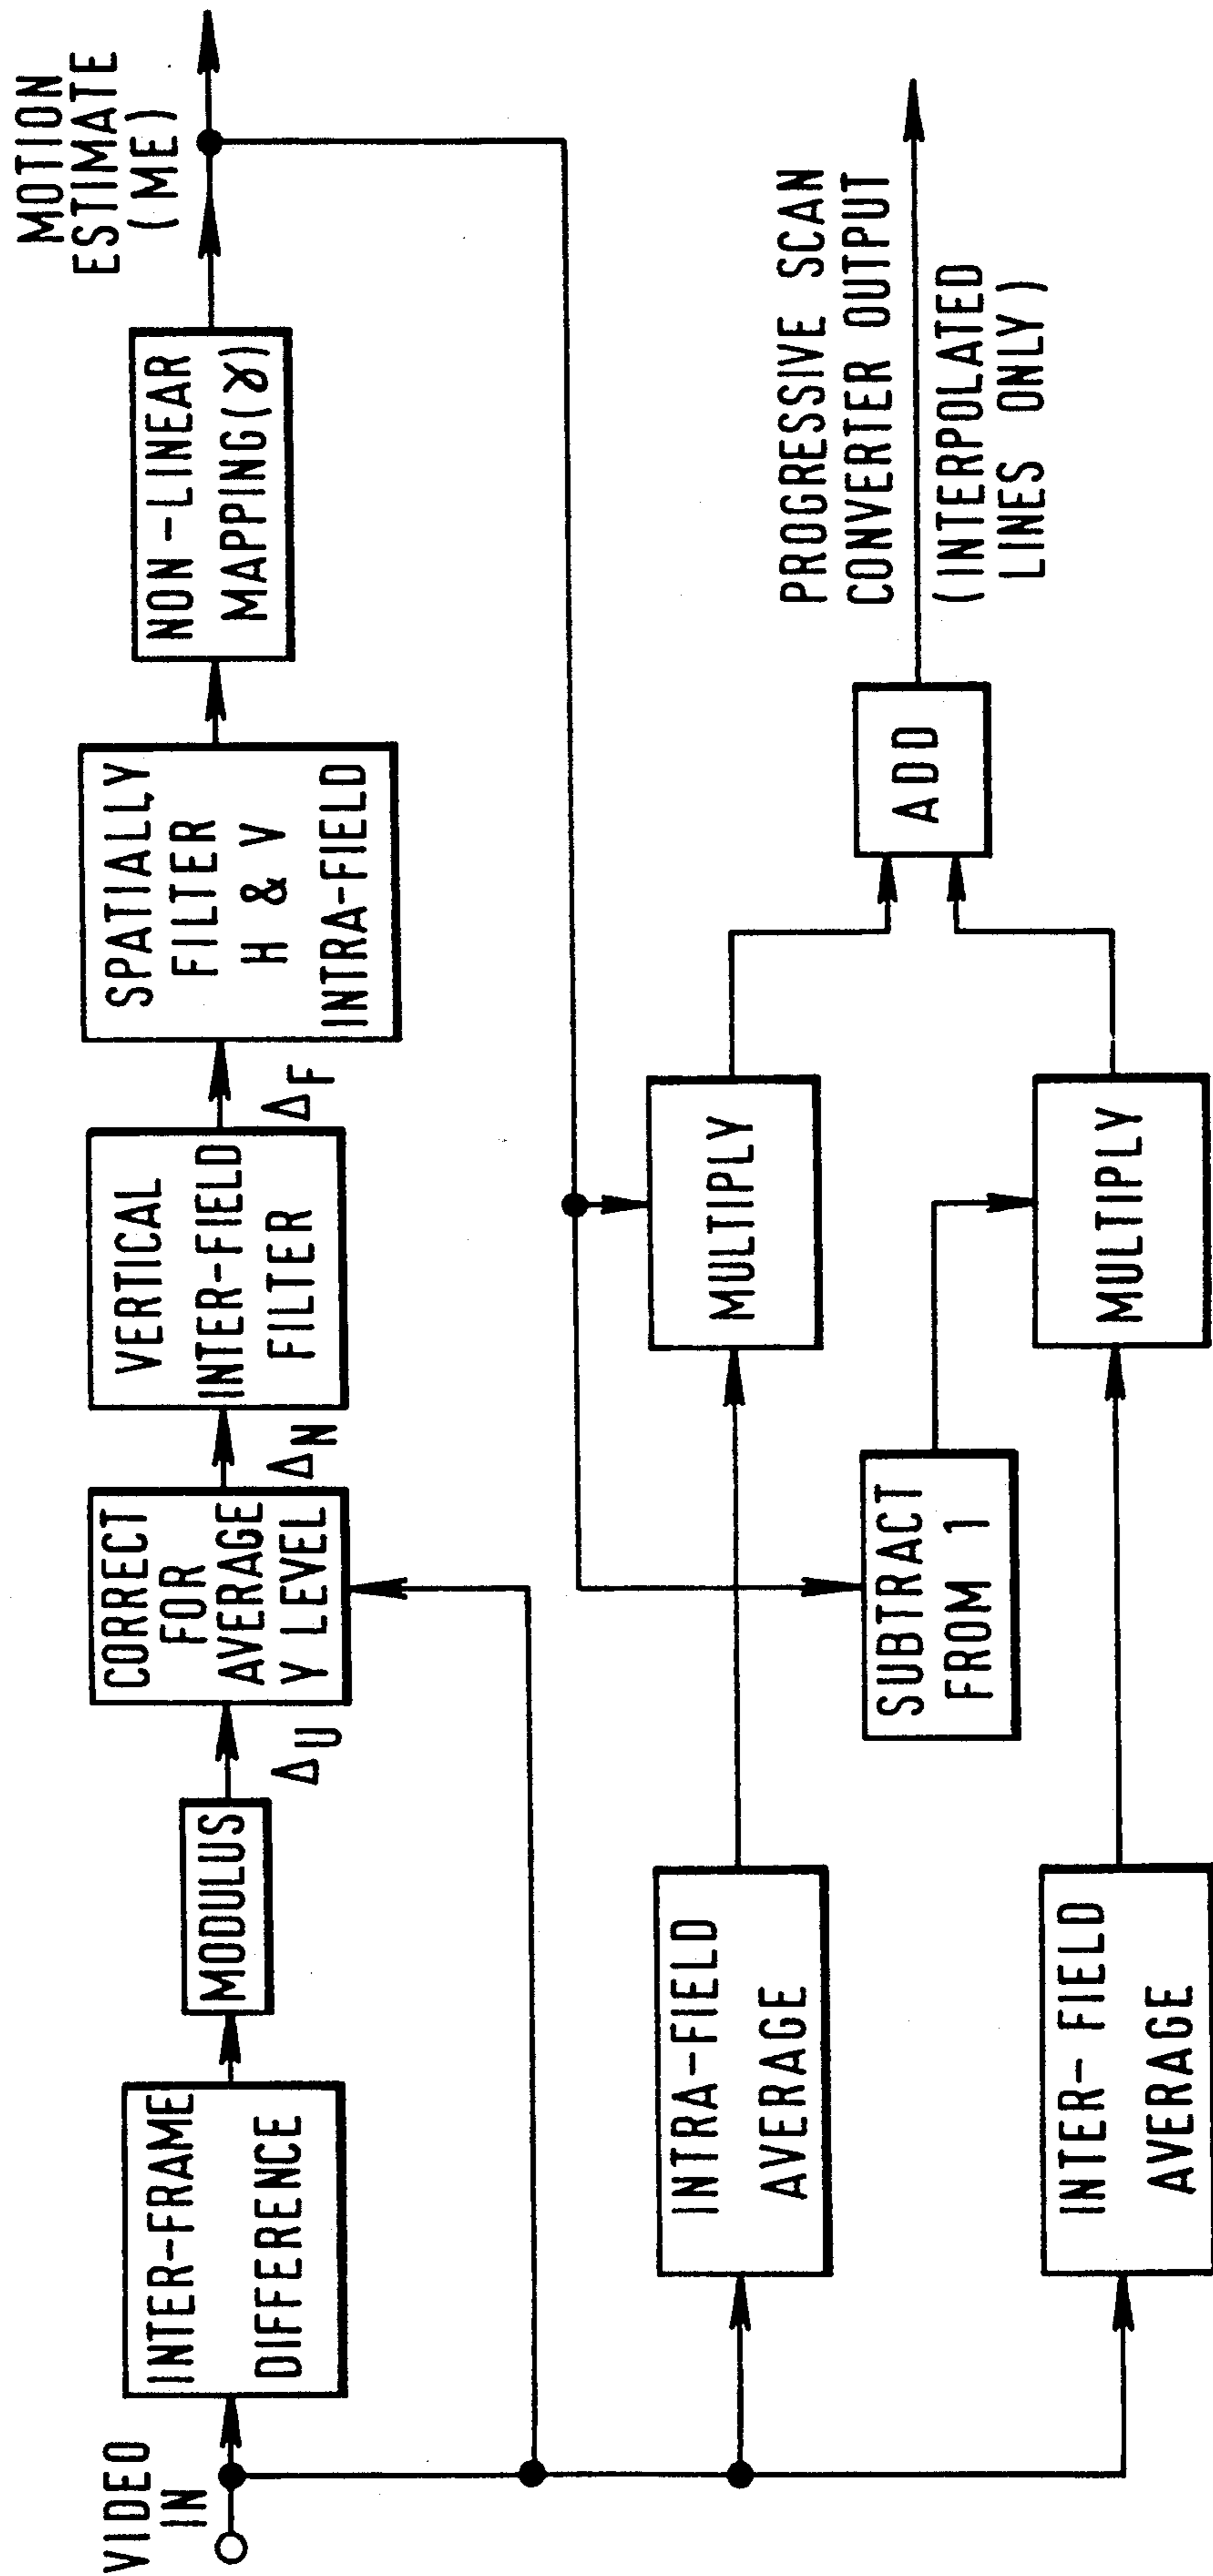 VIDEO
IN
INTER-FRAME
DIFFERENCE
MODULUS
ΔU
CORRECT
FOR
AVERAGE
Y LEVEL
ΔN
VERTICAL
INTER-FIELD
FILTER
ΔF
SPATIALLY
FILTER
H & V
INTRA-FIELD
NON-LINEAR
MAPPING(γ)
MOTION
ESTIMATE
(ME)
INTRA-FIELD
AVERAGE
MULTIPLY
SUBTRACT
FROM 1
INTER-FIELD
AVERAGE
MULTIPLY
ADD
PROGRESSIVE SCAN
CONVERTER OUTPUT
(INTERPOLATED
LINES ONLY)